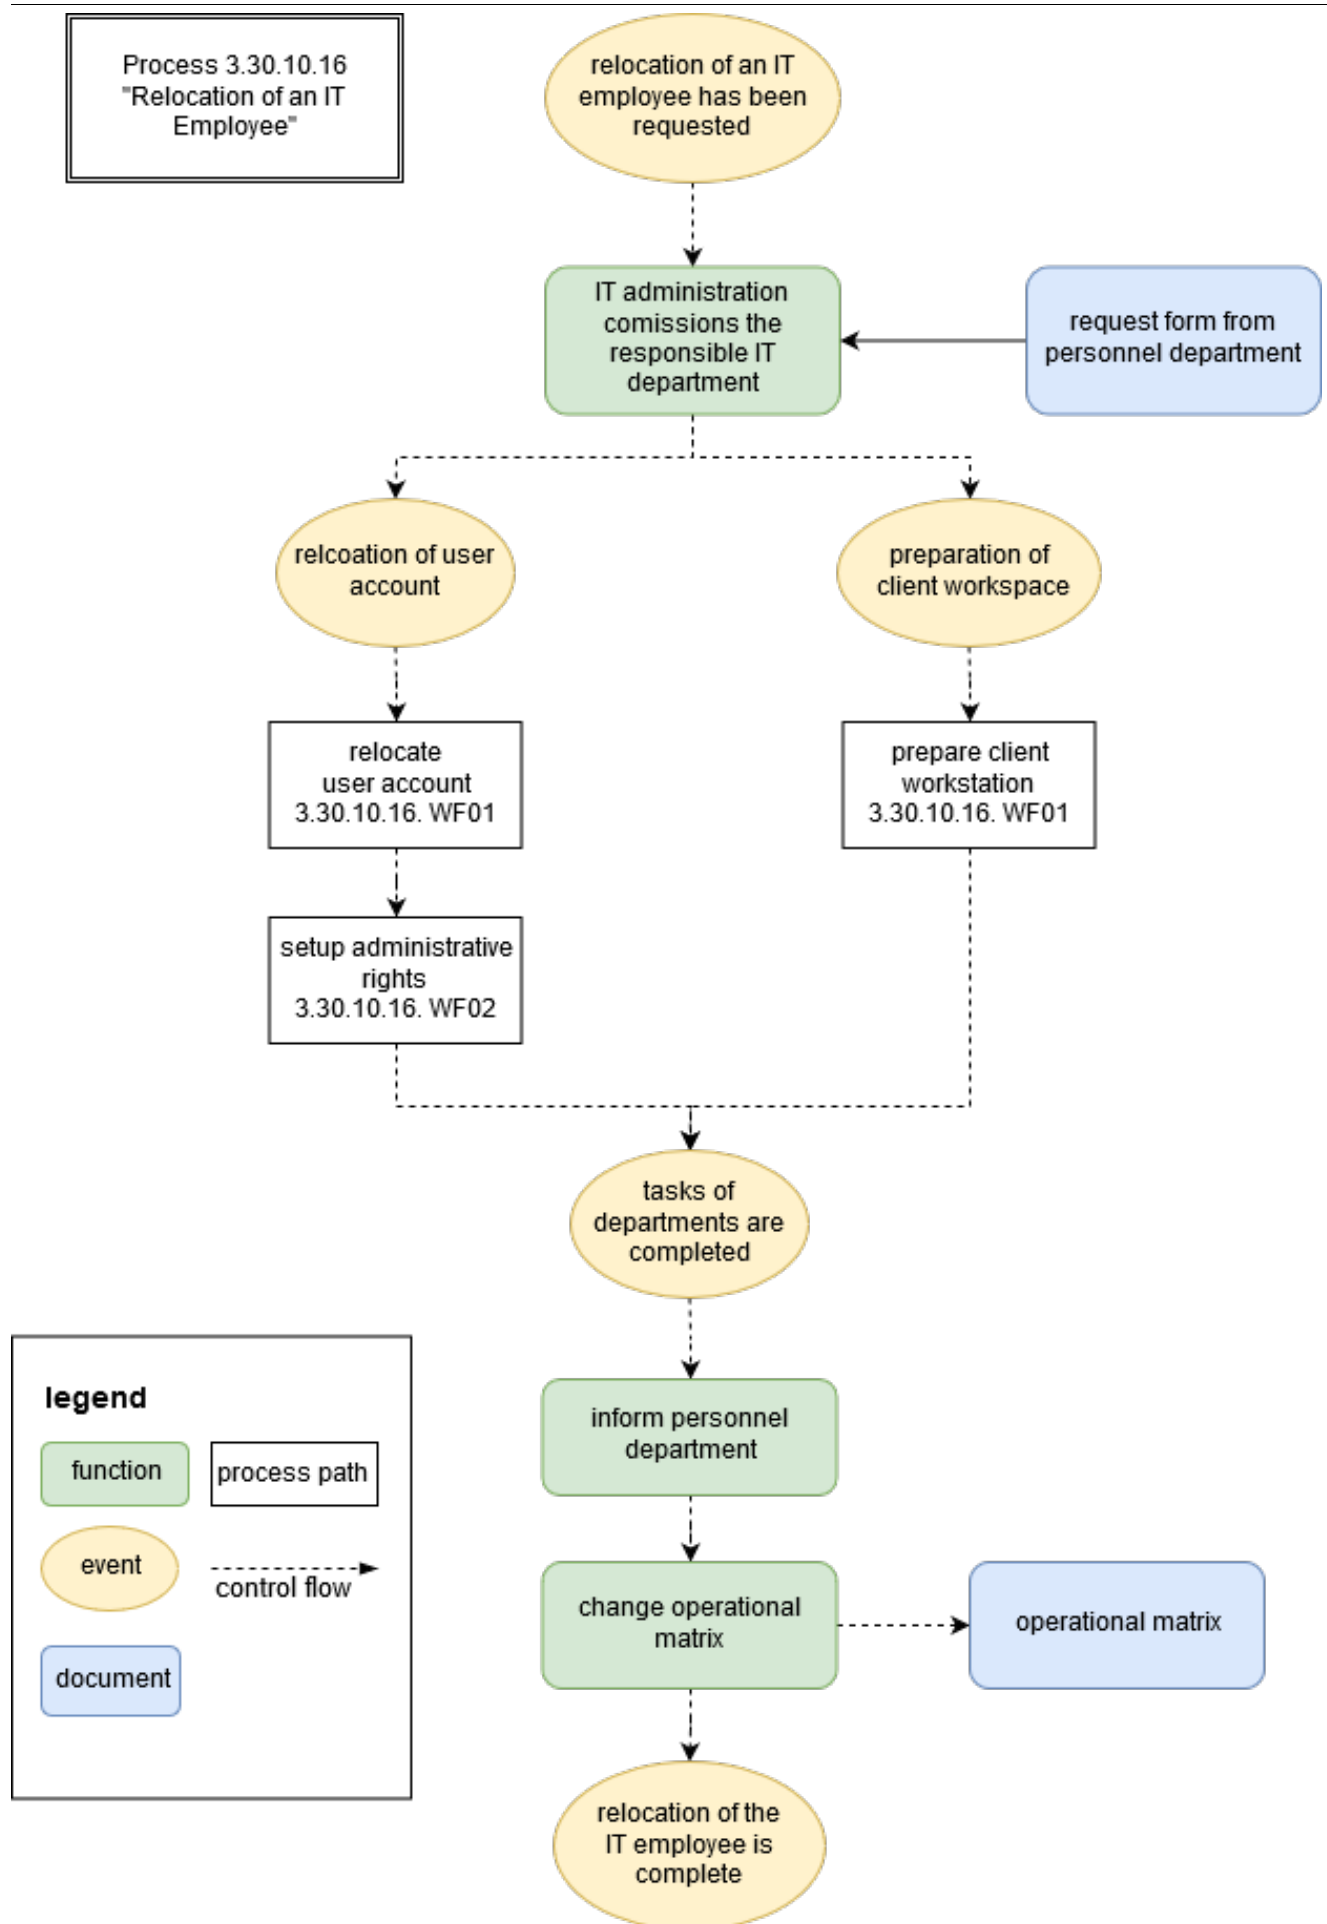 Process 3.30.10.16
"Relocation of an IT
Employee"
relocation of an IT
employee has been
requested
IT administration
comissions the
responsible IT
department
request form from
personnel department
relcoation of user
account
preparation of
client workspace
relocate
user account
3.30.10.16. WF01
prepare client
workstation
3.30.10.16. WF01
setup administrative
rights
3.30.10.16. WF02
tasks of
departments are
completed
legend
function
process path
event
control flow
document
inform personnel
department
change operational
matrix
operational matrix
relocation of the
IT employee is
complete